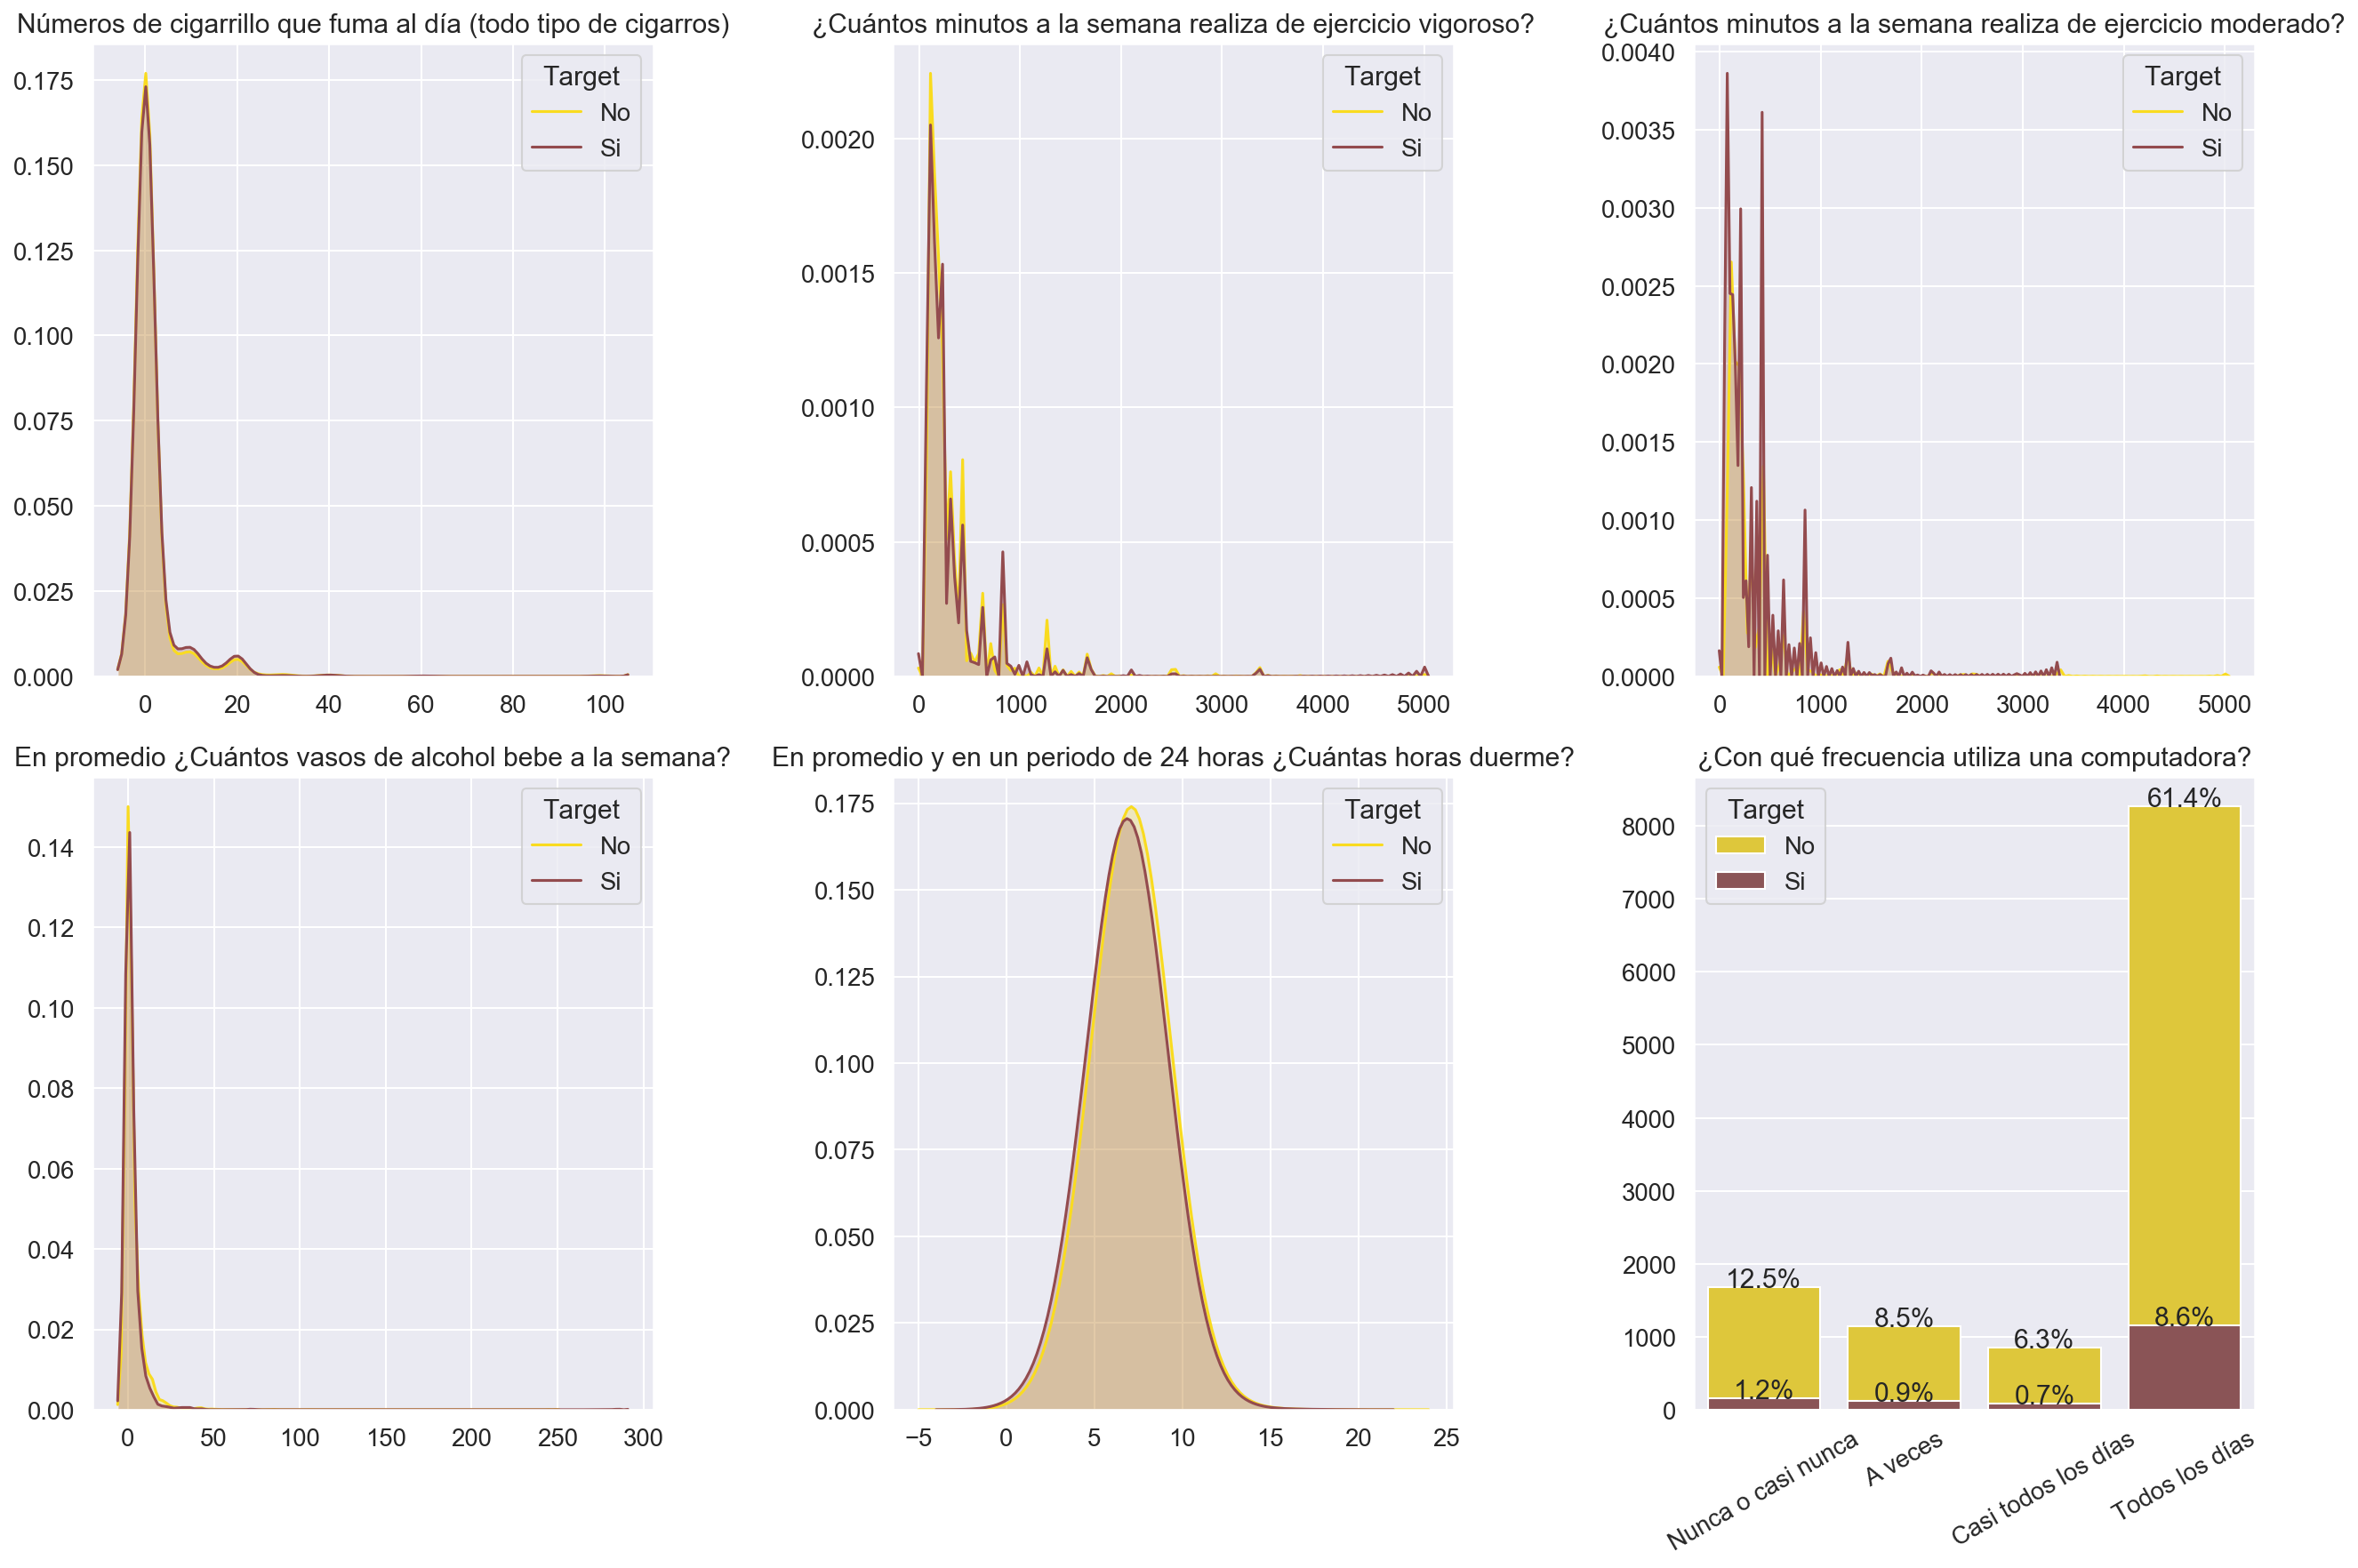 Números de cigarrillo que fuma al día (todo tipo de cigarros)
0.175
0.150
0.125
0.100
0.075
0.050
0.025
0.000
0 20 40 60 80 100
Target
No
Si
¿Cuántos minutos a la semana realiza de ejercicio vigoroso?
0.0020
0.0015
0.0010
0.0005
0.0000
0 1000 2000 3000 4000 5000
Target
No
Si
¿Cuántos minutos a la semana realiza de ejercicio moderado?
0.0040
0.0035
0.0030
0.0025
0.0020
0.0015
0.0010
0.0005
0.0000
0 1000 2000 3000 4000 5000
Target
No
Si
En promedio ¿Cuántos vasos de alcohol bebe a la semana?
0.14
0.12
0.10
0.08
0.06
0.04
0.02
0.00
0 50 100 150 200 250 300
Target
No
Si
En promedio y en un periodo de 24 horas ¿Cuántas horas duerme?
0.175
0.150
0.125
0.100
0.075
0.050
0.025
0.000
−5 0 5 10 15 20 25
Target
No
Si
¿Con qué frecuencia utiliza una computadora?
8000
7000
6000
5000
4000
3000
2000
1000
0
Target
No
Si
61.4%
12.5%
8.5%
6.3%
8.6%
1.2%
0.9%
0.7%
Nunca o casi nunca
A veces
Casi todos los días
Todos los días